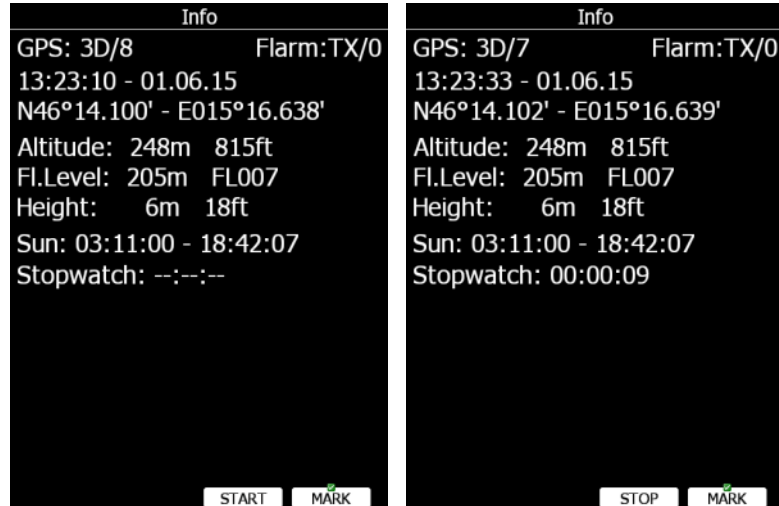 Info
GPS: 3D/8 Flarm:TX/0
13:23:10 - 01.06.15
N46°14.100' - E015°16.638'
Altitude: 248m 815ft
Fl.Level: 205m FL007
Height: 6m 18ft
Sun: 03:11:00 - 18:42:07
Stopwatch: --:--:--
START MARK
Info
GPS: 3D/7 Flarm:TX/0
13:23:33 - 01.06.15
N46°14.102' - E015°16.639'
Altitude: 248m 815ft
Fl.Level: 205m FL007
Height: 6m 18ft
Sun: 03:11:00 - 18:42:07
Stopwatch: 00:00:09
STOP MARK